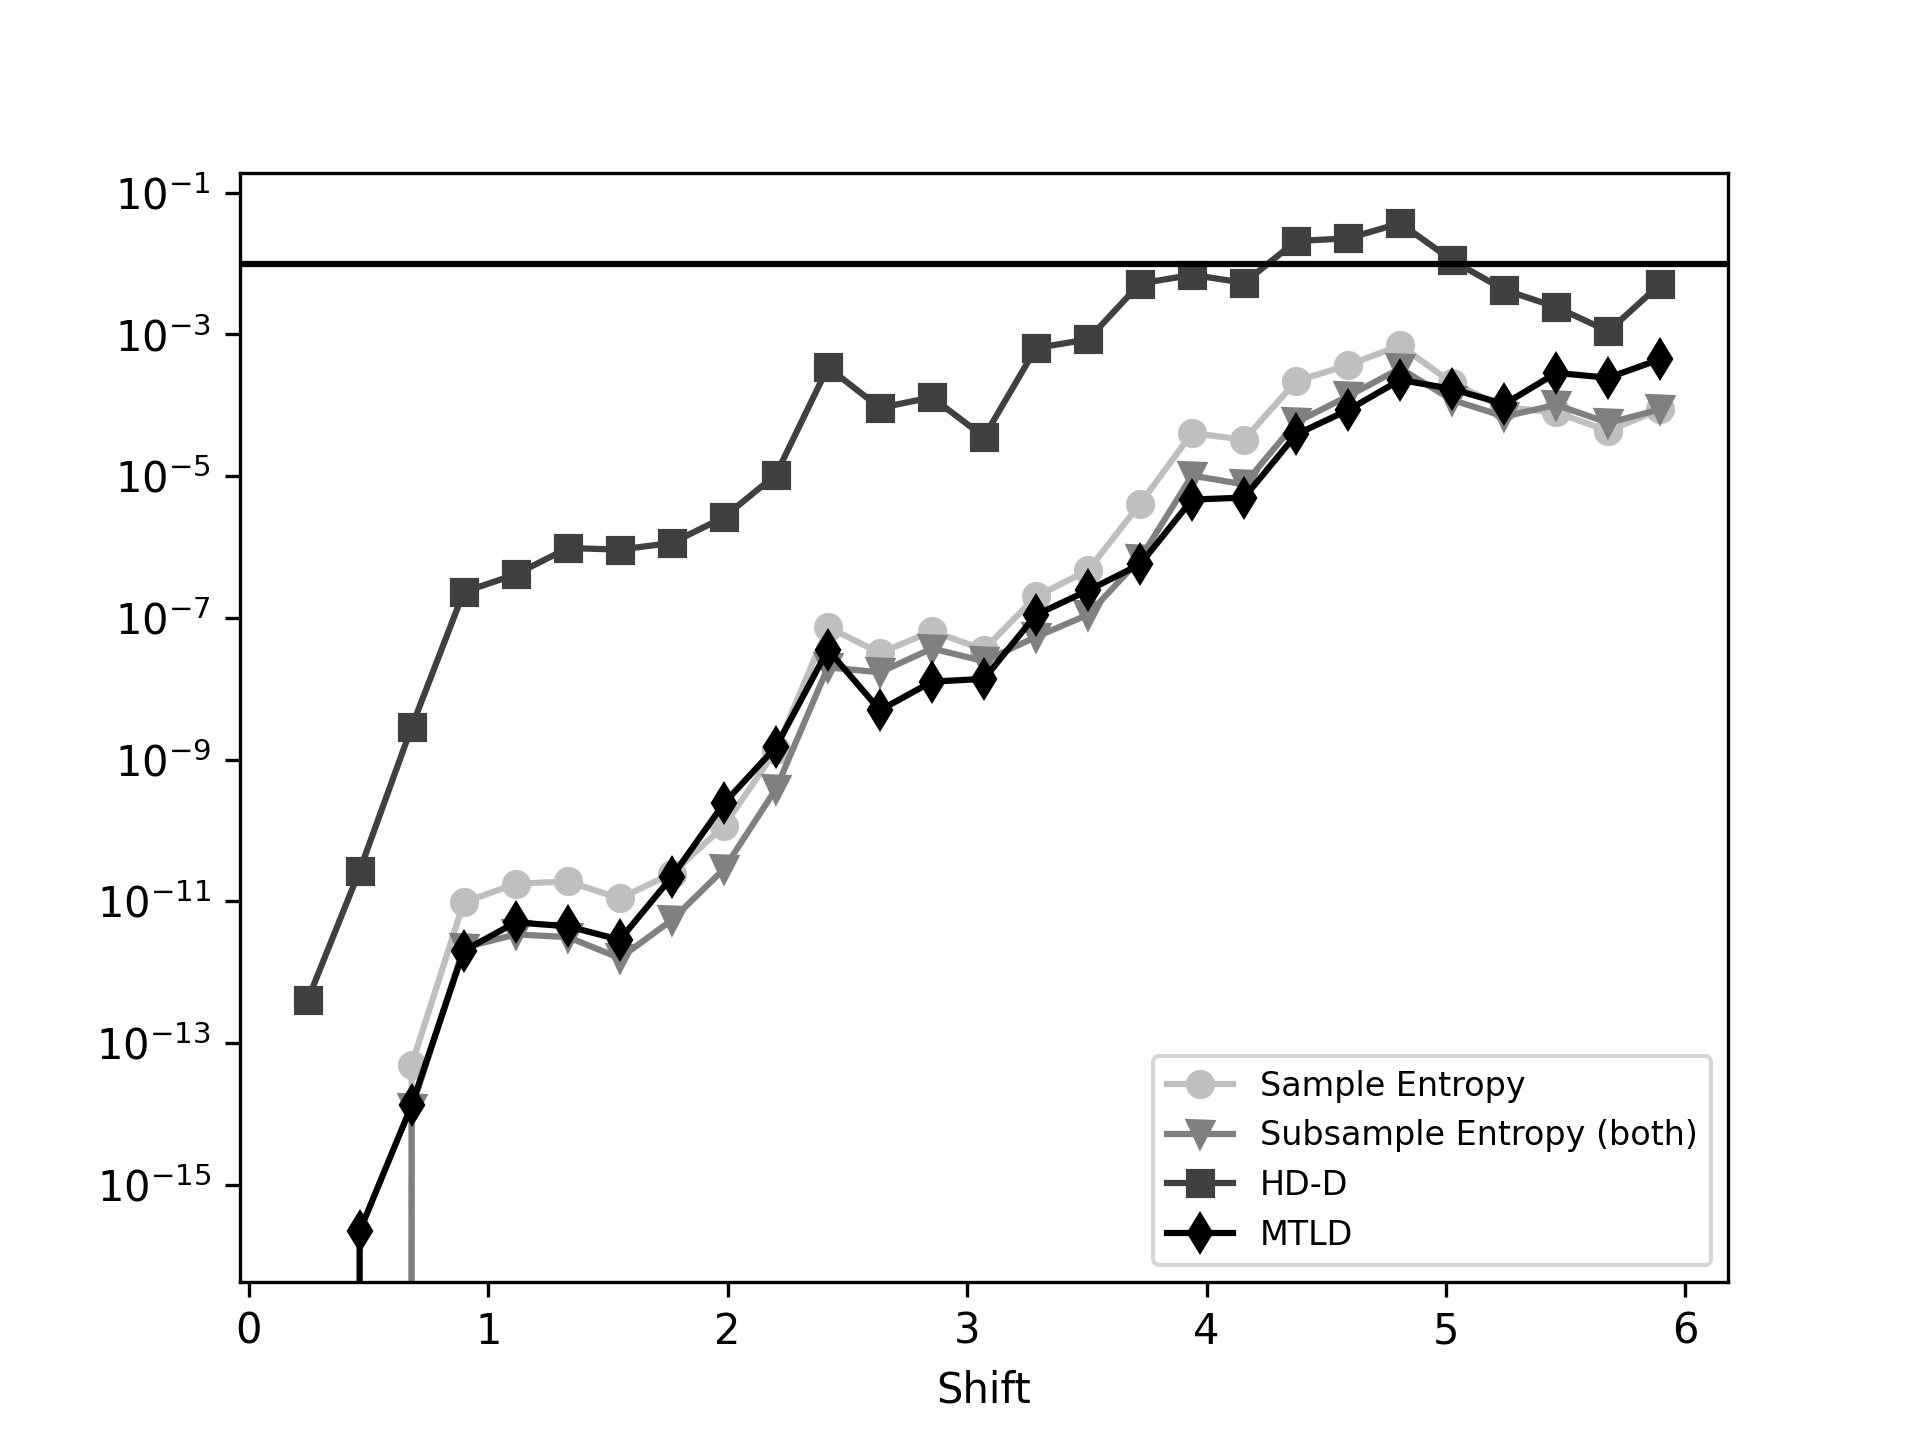 10⁻¹
10⁻³
10⁻⁵
10⁻⁷
10⁻⁹
10⁻¹¹
10⁻¹³
10⁻¹⁵
Sample Entropy
Subsample Entropy (both)
HD-D
MTLD
0 1 2 3 4 5 6
Shift